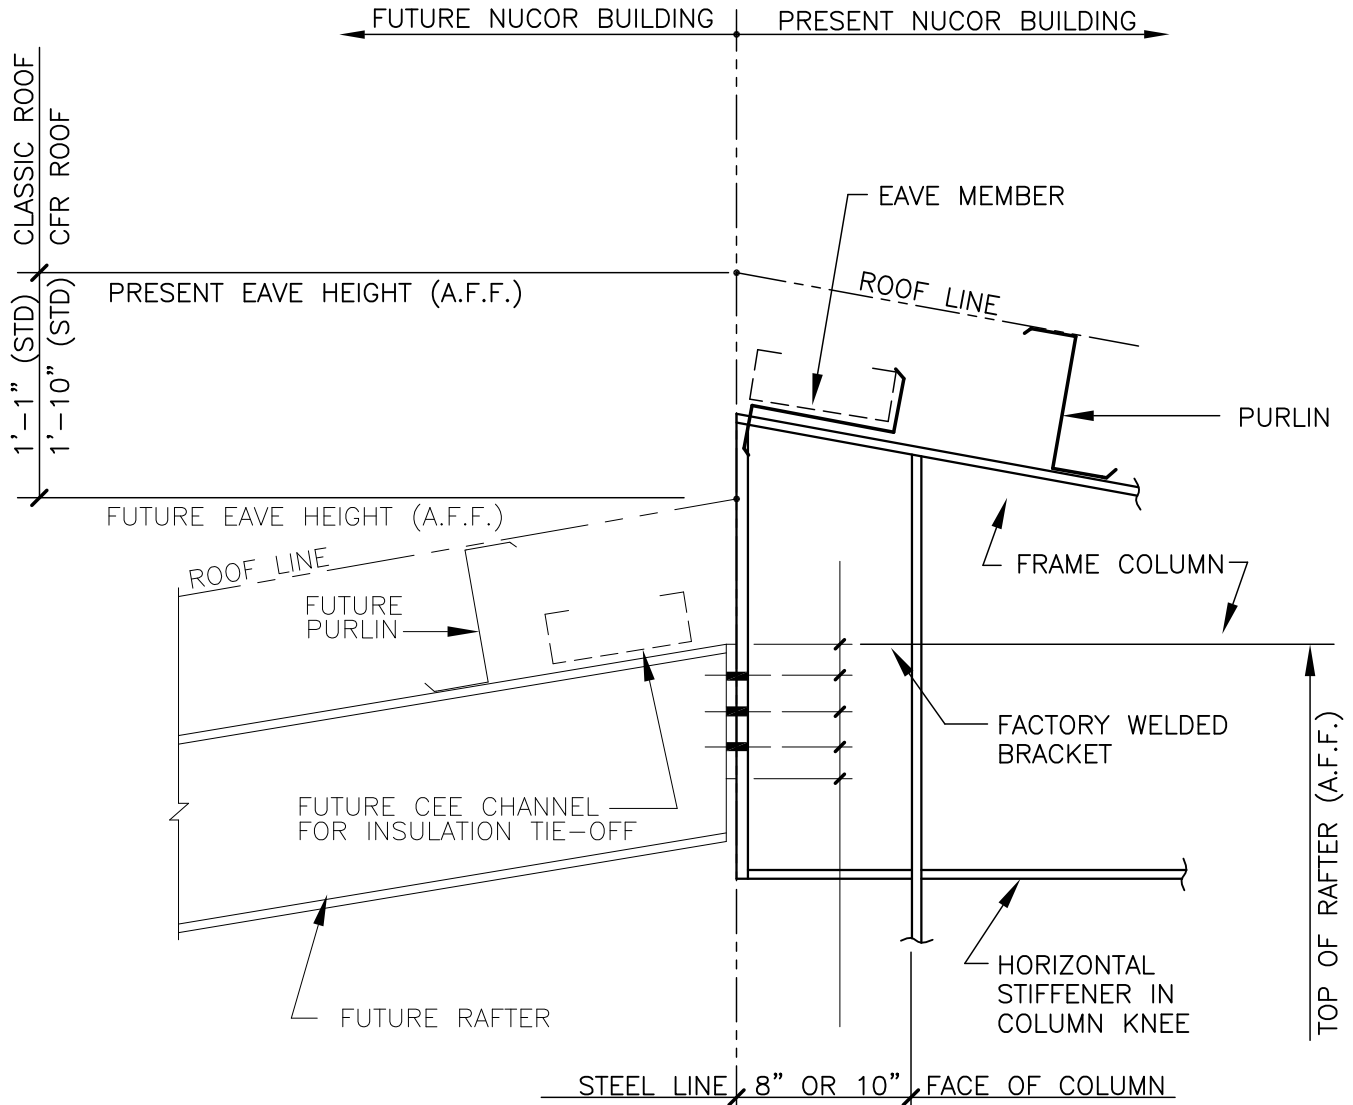 FUTURE NUCOR BUILDING
PRESENT NUCOR BUILDING
CLASSIC ROOF
CFR ROOF
1'-1" (STD)
1'-10" (STD)
EAVE MEMBER
PRESENT EAVE HEIGHT (A.F.F.)
ROOF LINE
PURLIN
FUTURE EAVE HEIGHT (A.F.F.)
ROOF LINE
FRAME COLUMN
FUTURE
PURLIN
FACTORY WELDED
BRACKET
FUTURE CEE CHANNEL
FOR INSULATION TIE-OFF
TOP OF RAFTER (A.F.F.)
HORIZONTAL
STIFFENER IN
COLUMN KNEE
FUTURE RAFTER
STEEL LINE
8" OR 10"
FACE OF COLUMN